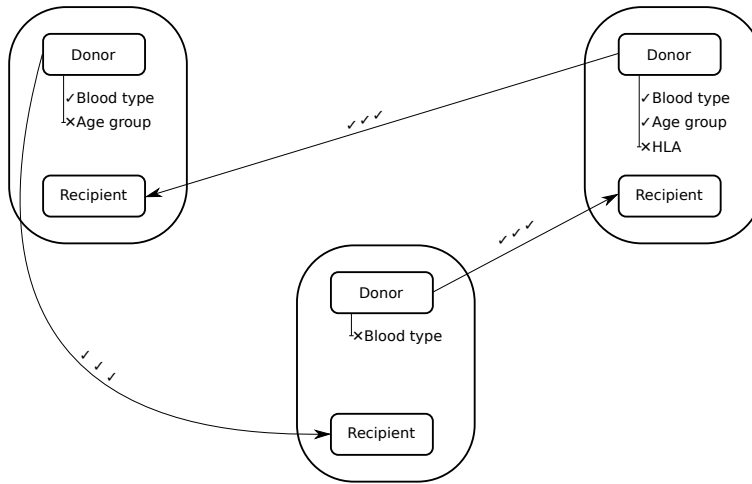 Donor
✓Blood type
✕Age group
Recipient
Donor
✓Blood type
✓Age group
✕HLA
Recipient
✓✓✓
✓✓✓
✓✓✓
Donor
✕Blood type
Recipient